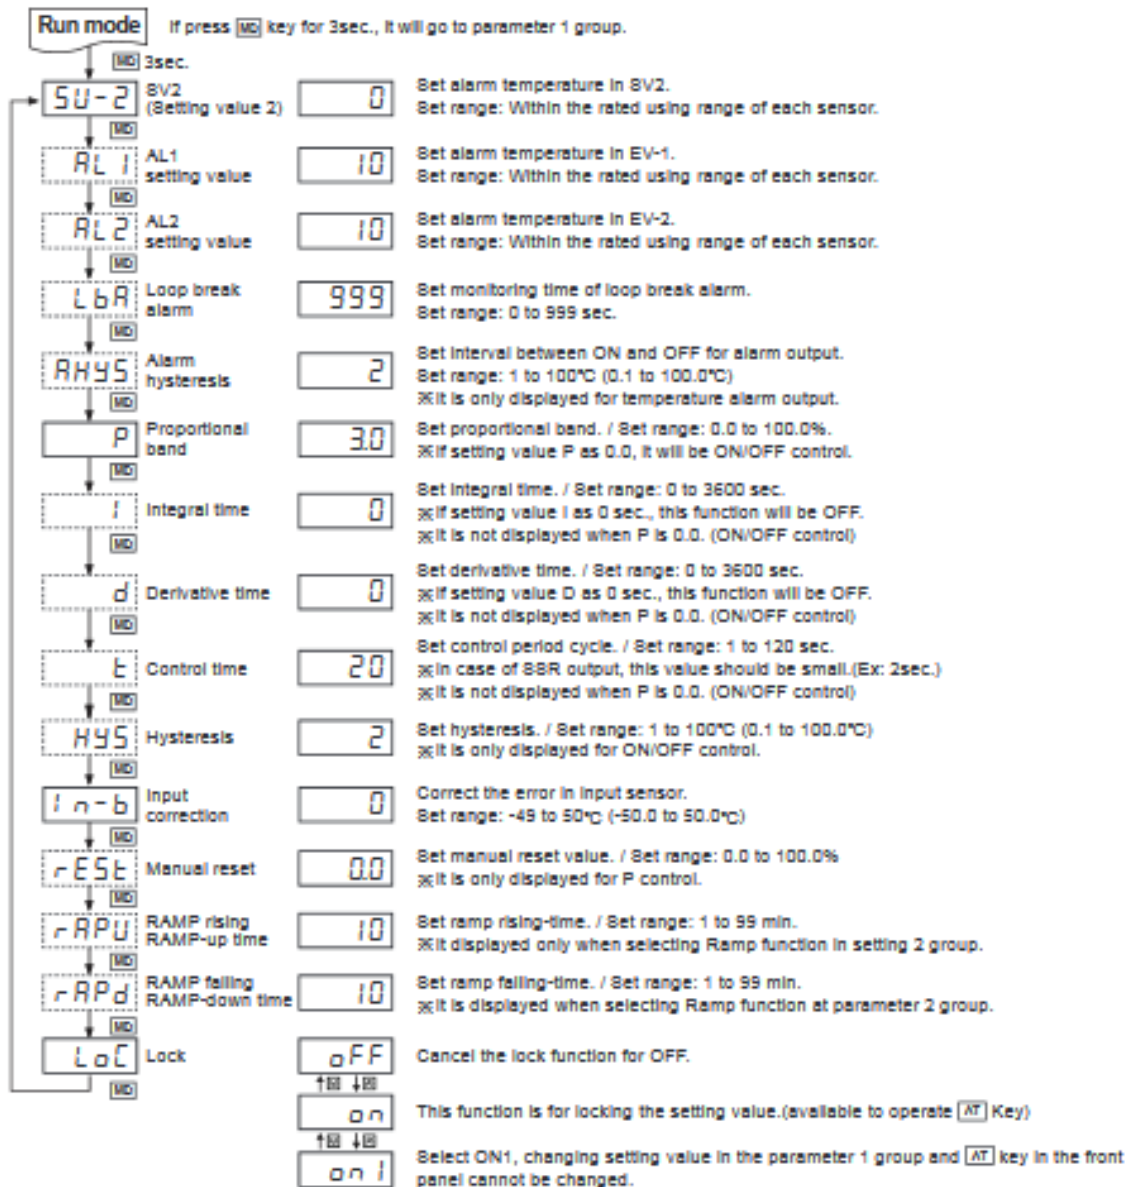 Run mode If press MD key for 3sec., it will go to parameter 1 group.
MD 3sec.
SU-2 SV2 (Setting value 2) 0 Set alarm temperature in SV2.
Set range: Within the rated using range of each sensor.
MD
AL1 AL1 setting value 10 Set alarm temperature in EV-1.
Set range: Within the rated using range of each sensor.
MD
AL2 AL2 setting value 10 Set alarm temperature in EV-2.
Set range: Within the rated using range of each sensor.
MD
LbA Loop break alarm 999 Set monitoring time of loop break alarm.
Set range: 0 to 999 sec.
MD
AHYS Alarm hysteresis 2 Set interval between ON and OFF for alarm output.
Set range: 1 to 100°C (0.1 to 100.0°C)
※It is only displayed for temperature alarm output.
MD
P Proportional band 3.0 Set proportional band. / Set range: 0.0 to 100.0%.
※If setting value P as 0.0, it will be ON/OFF control.
MD
I Integral time 0 Set integral time. / Set range: 0 to 3600 sec.
※If setting value I as 0 sec., this function will be OFF.
※It is not displayed when P is 0.0. (ON/OFF control)
MD
d Derivative time 0 Set derivative time. / Set range: 0 to 3600 sec.
※If setting value D as 0 sec., this function will be OFF.
※It is not displayed when P is 0.0. (ON/OFF control)
MD
t Control time 20 Set control period cycle. / Set range: 1 to 120 sec.
※In case of SSR output, this value should be small.(Ex: 2sec.)
※It is not displayed when P is 0.0. (ON/OFF control)
MD
HYS Hysteresis 2 Set hysteresis. / Set range: 1 to 100°C (0.1 to 100.0°C)
※It is only displayed for ON/OFF control.
MD
In-b Input correction 0 Correct the error in input sensor.
Set range: -49 to 50°C (-50.0 to 50.0°C)
MD
rESt Manual reset 0.0 Set manual reset value. / Set range: 0.0 to 100.0%
※It is only displayed for P control.
MD
rAPU RAMP rising RAMP-up time 10 Set ramp rising-time. / Set range: 1 to 99 min.
※It displayed only when selecting Ramp function in setting 2 group.
MD
rAPd RAMP falling RAMP-down time 10 Set ramp falling-time. / Set range: 1 to 99 min.
※It is displayed when selecting Ramp function at parameter 2 group.
MD
LoC Lock oFF Cancel the lock function for OFF.
MD
on This function is for locking the setting value.(available to operate AT Key)
on1 Select ON1, changing setting value in the parameter 1 group and AT key in the front
panel cannot be changed.